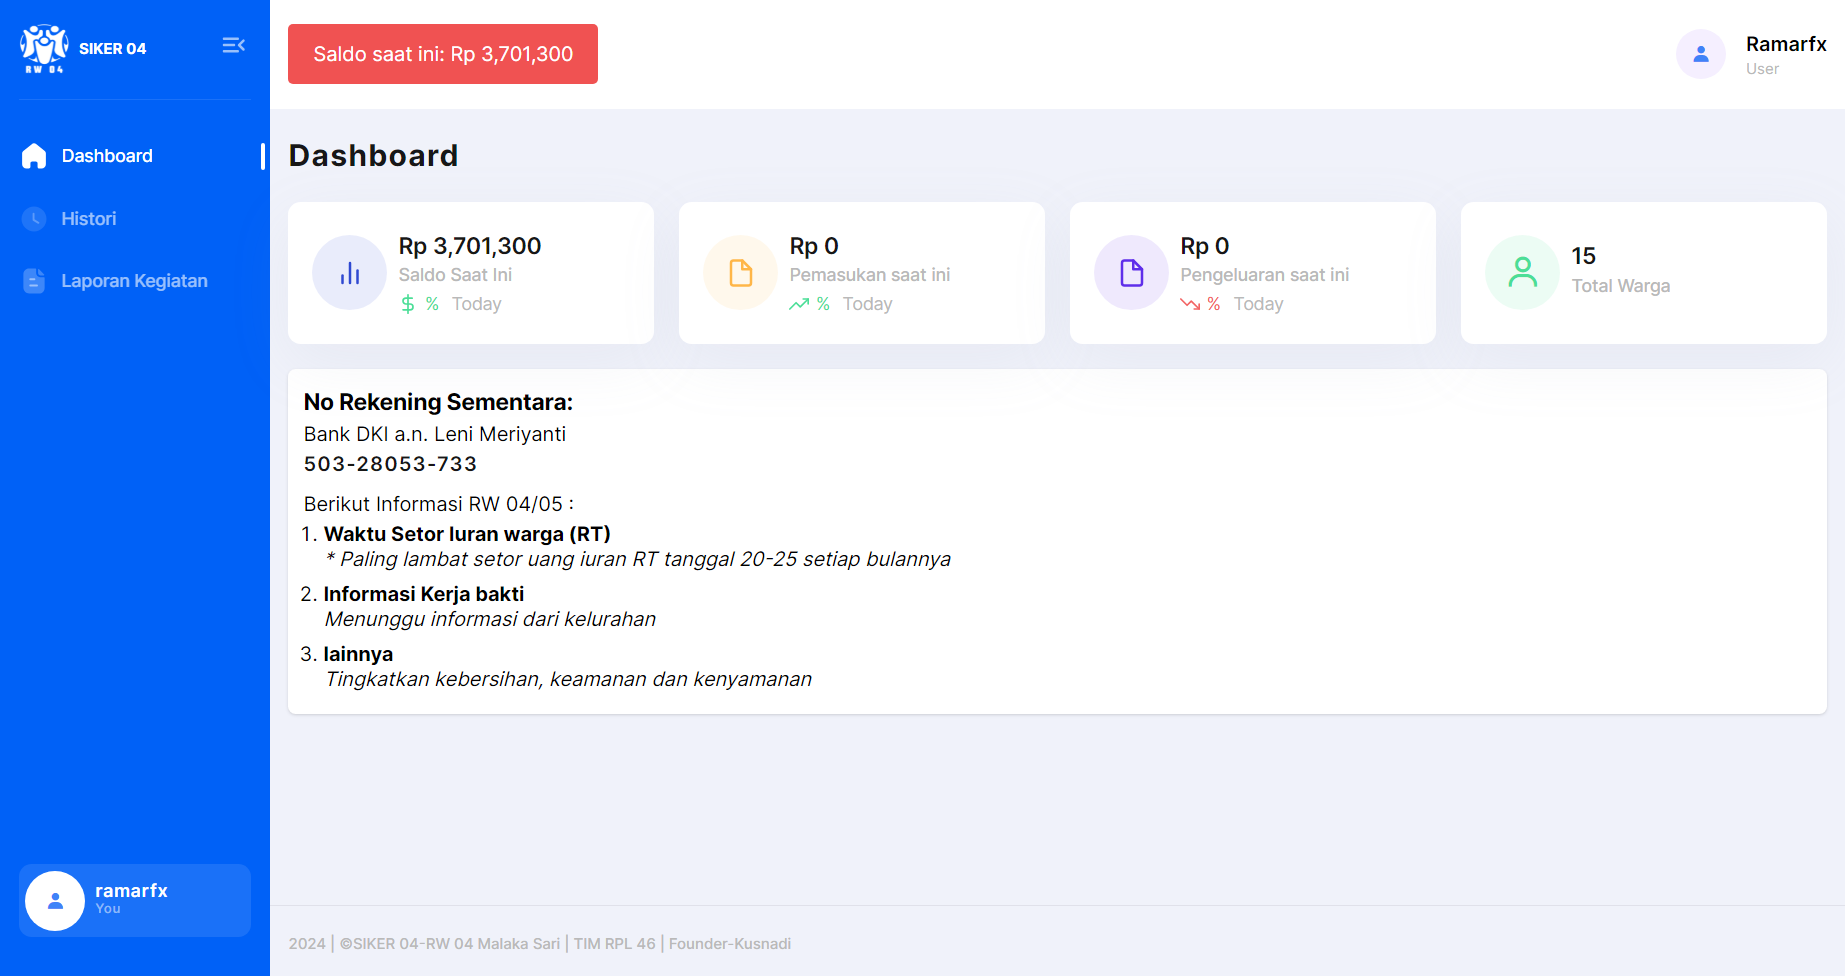 RW 04
SIKER 04
Dashboard
Histori
Laporan Kegiatan
ramarfx
You
Saldo saat ini: Rp 3,701,300
Ramarfx
User
Dashboard
Rp 3,701,300
Saldo Saat Ini
$ % Today
Rp 0
Pemasukan saat ini
% Today
Rp 0
Pengeluaran saat ini
% Today
15
Total Warga
No Rekening Sementara:
Bank DKI a.n. Leni Meriyanti
503-28053-733
Berikut Informasi RW 04/05 :
1. Waktu Setor Iuran warga (RT)
* Paling lambat setor uang iuran RT tanggal 20-25 setiap bulannya
2. Informasi Kerja bakti
Menunggu informasi dari kelurahan
3. lainnya
Tingkatkan kebersihan, keamanan dan kenyamanan
2024 | ©SIKER 04-RW 04 Malaka Sari | TIM RPL 46 | Founder-Kusnadi